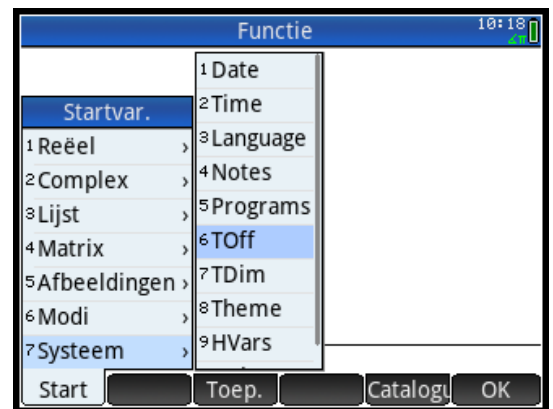 Functie
10:18
∡π
Startvar.
1 Reëel ›
2 Complex ›
3 Lijst ›
4 Matrix ›
5 Afbeeldingen ›
6 Modi ›
7 Systeem ›
1 Date
2 Time
3 Language
4 Notes
5 Programs
6 TOff
7 TDim
8 Theme
9 HVars
Start Toep. Catalogu OK